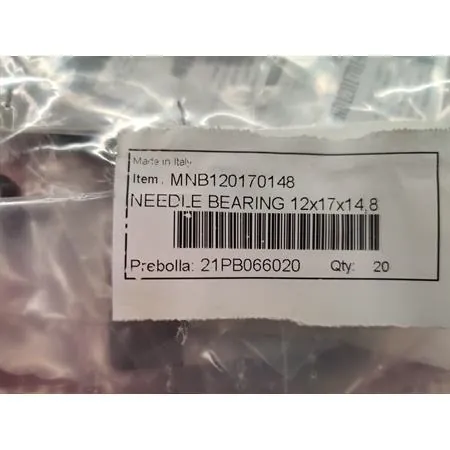 Made in Italy
Item: MNB120170148
NEEDLE BEARING 12x17x14,8
Prebolla: 21PB066020 Qty: 20